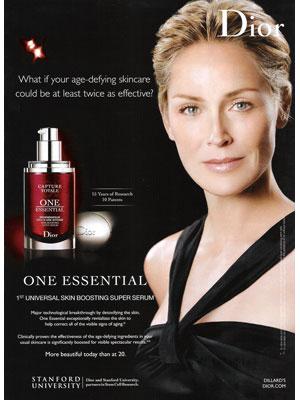 Dior
What if your age-defying skincare
could be at least twice as effective?
CAPTURE
TOTALE
ONE
ESSENTIAL
Dior
15 Years of Research
10 Patents
Dior
ONE ESSENTIAL
1ST UNIVERSAL SKIN BOOSTING SUPER SERUM
Major technological breakthrough by detoxifying the skin.
One Essential exceptionally revitalizes the skin to
help correct all of the visible signs of aging.*
Clinically proven: the effectiveness of the age-defying ingredients in your
usual skincare is significantly boosted for visible spectacular results.**
More beautiful today than at 20.
STANFORD
UNIVERSITY
Dior and Stanford University,
partners in Stem Cell Research.
DILLARD'S
DIOR.COM